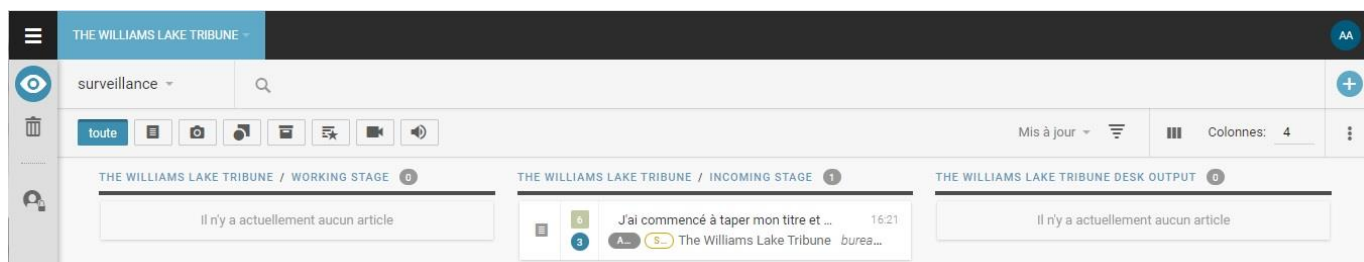 THE WILLIAMS LAKE TRIBUNE
AA
surveillance
toute
Mis à jour
Colonnes: 4
THE WILLIAMS LAKE TRIBUNE / WORKING STAGE 0
Il n'y a actuellement aucun article
THE WILLIAMS LAKE TRIBUNE / INCOMING STAGE 1
6 J'ai commencé à taper mon titre et ... 16:21
3 A... S... The Williams Lake Tribune burea...
THE WILLIAMS LAKE TRIBUNE DESK OUTPUT 0
Il n'y a actuellement aucun article